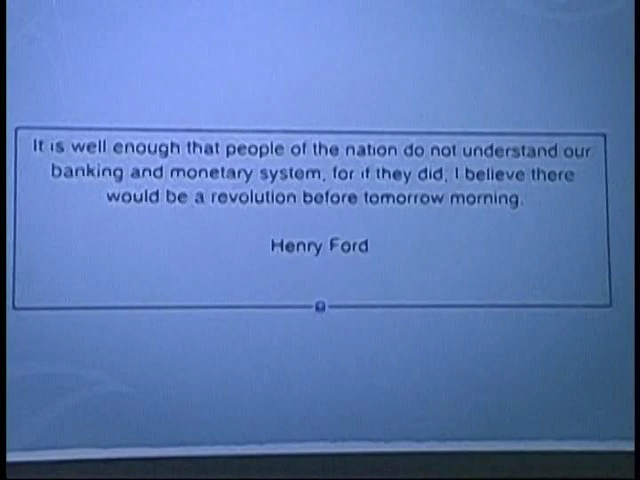 It is well enough that people of the nation do not understand our
banking and monetary system, for if they did, I believe there
would be a revolution before tomorrow morning.
Henry Ford